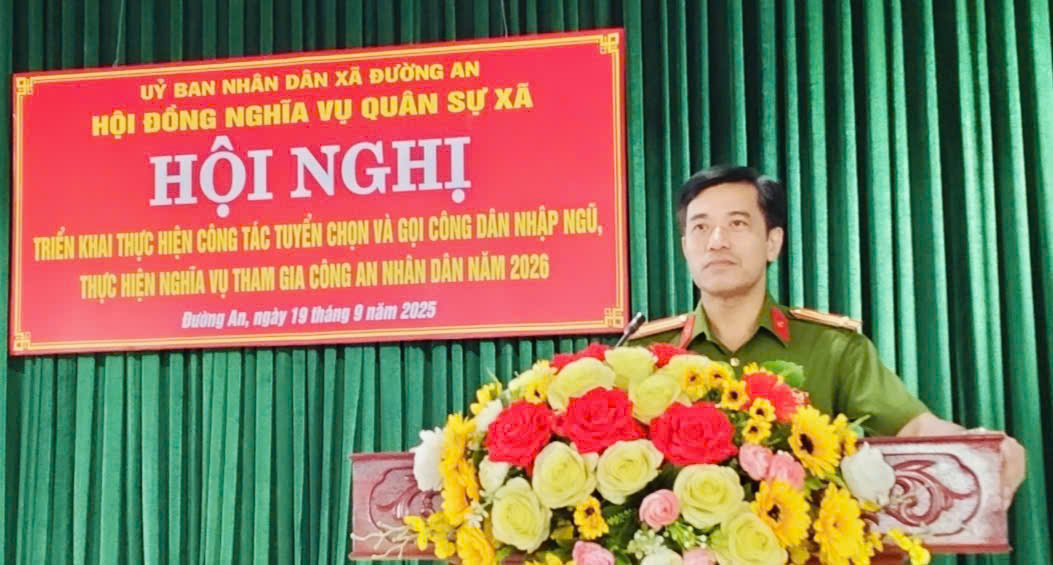 UỶ BAN NHÂN DÂN XÃ ĐƯỜNG AN
HỘI ĐỒNG NGHĨA VỤ QUÂN SỰ XÃ
HỘI NGHỊ
TRIỂN KHAI THỰC HIỆN CÔNG TÁC TUYỂN CHỌN VÀ GỌI CÔNG DÂN NHẬP NGŨ,
THỰC HIỆN NGHĨA VỤ THAM GIA CÔNG AN NHÂN DÂN NĂM 2026
Đường An, ngày 19 tháng 9 năm 2025